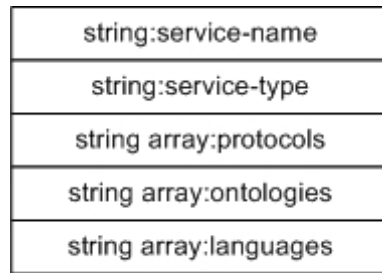 string:service-name
string:service-type
string array:protocols
string array:ontologies
string array:languages